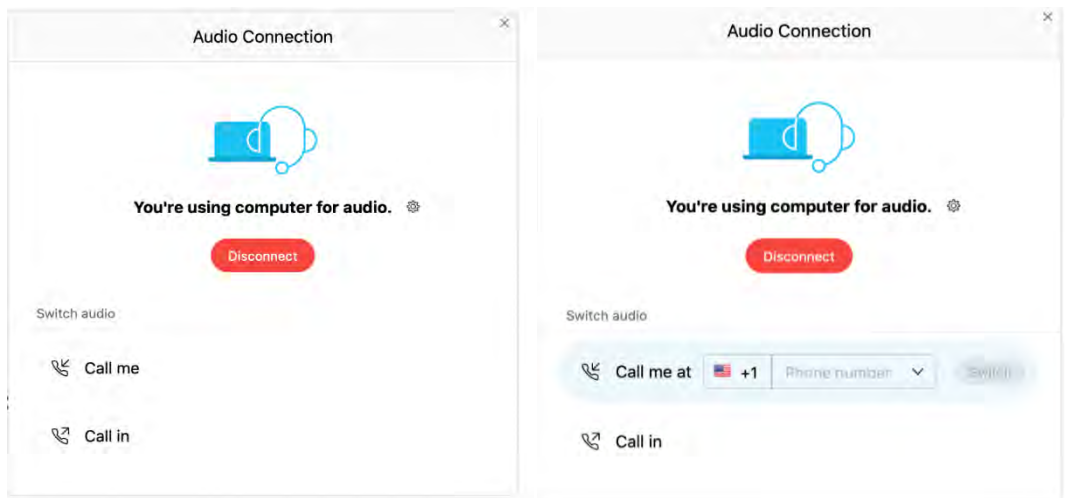 Audio Connection
You're using computer for audio.
Disconnect
Switch audio
Call me
Call in
Audio Connection
You're using computer for audio.
Disconnect
Switch audio
Call me at +1 Phone number Switch
Call in